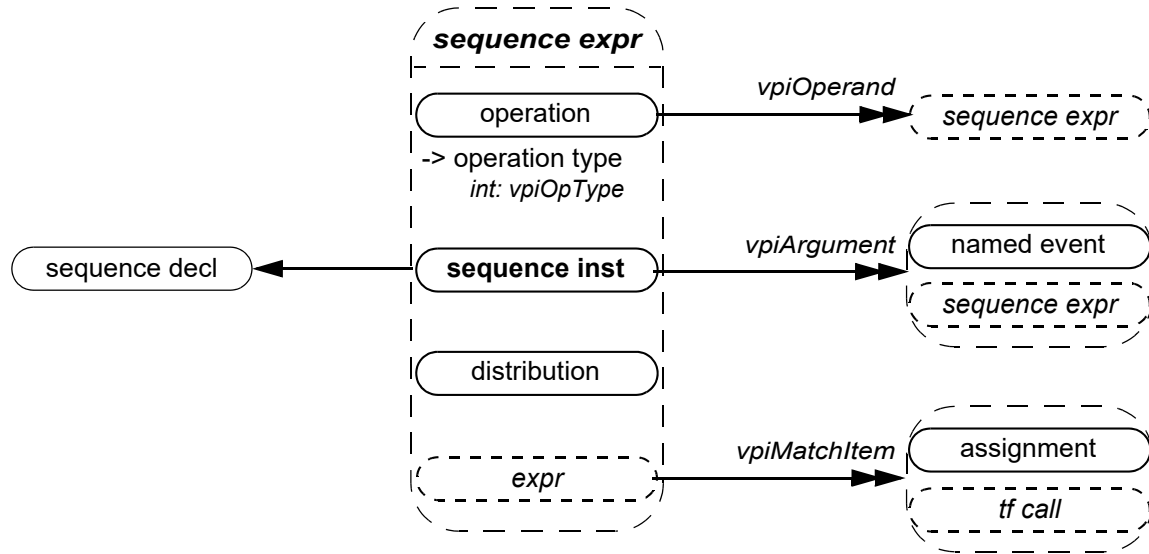 sequence expr
operation
vpiOperand
sequence expr
-> operation type
int: vpiOpType
sequence decl
sequence inst
vpiArgument
named event
sequence expr
distribution
expr
vpiMatchItem
assignment
tf call